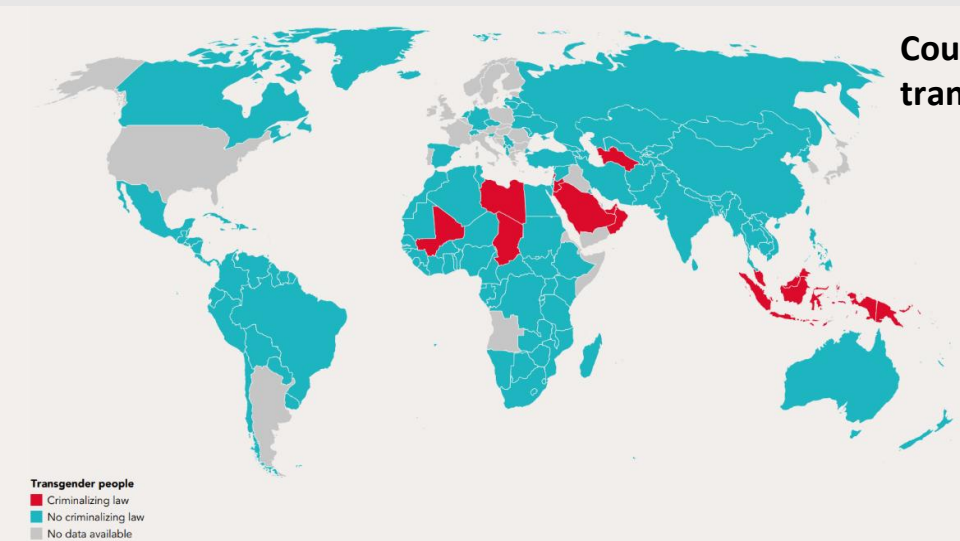 Cou
tran
Transgender people
Criminalizing law
No criminalizing law
No data available